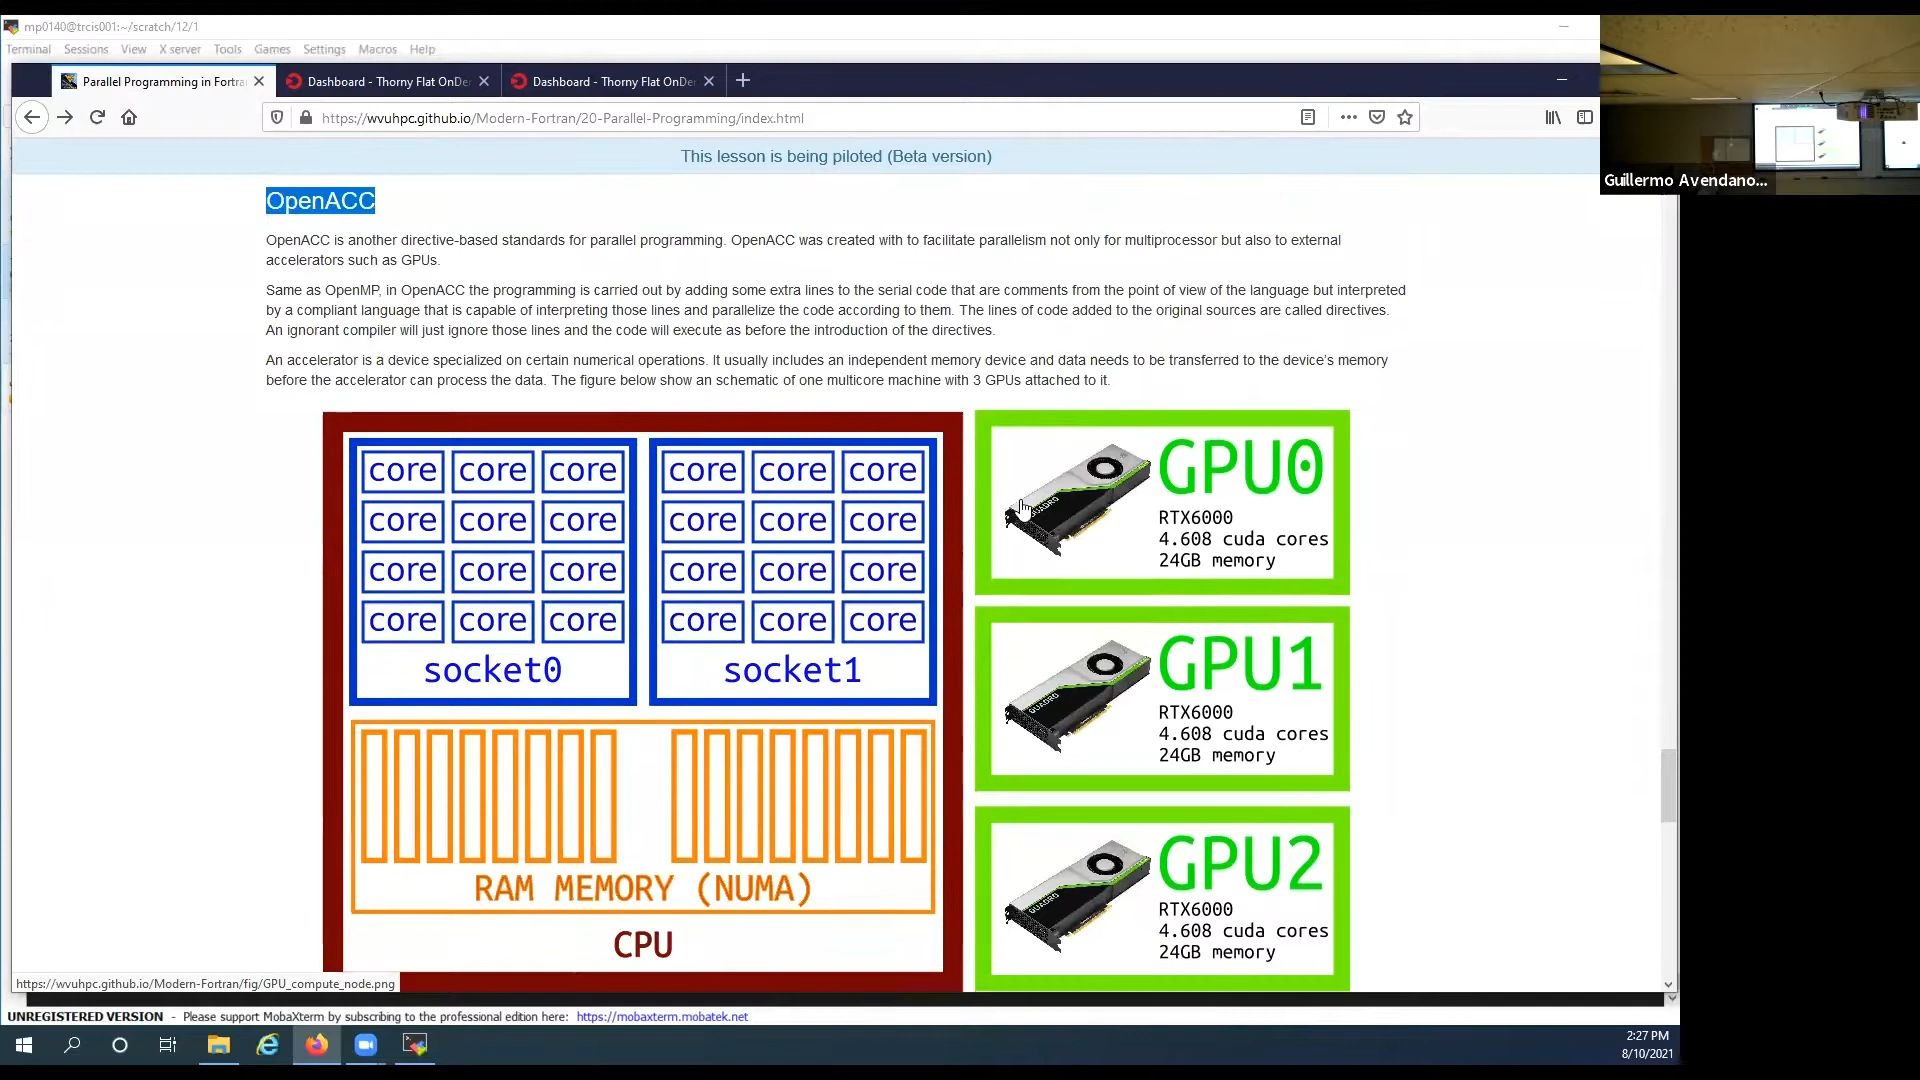 mp0140@trcis001:~/scratch/12/1
Terminal Sessions View X server Tools Games Settings Macros Help
Parallel Programming in Fortra
Dashboard - Thorny Flat OnDe
Dashboard - Thorny Flat OnDe
https://wvuhpc.github.io/Modern-Fortran/20-Parallel-Programming/index.html
This lesson is being piloted (Beta version)
Guillermo Avendano...
OpenACC
OpenACC is another directive-based standards for parallel programming. OpenACC was created with to facilitate parallelism not only for multiprocessor but also to external
accelerators such as GPUs.
Same as OpenMP, in OpenACC the programming is carried out by adding some extra lines to the serial code that are comments from the point of view of the language but interpreted
by a compliant language that is capable of interpreting those lines and parallelize the code according to them. The lines of code added to the original sources are called directives.
An ignorant compiler will just ignore those lines and the code will execute as before the introduction of the directives.
An accelerator is a device specialized on certain numerical operations. It usually includes an independent memory device and data needs to be transferred to the device's memory
before the accelerator can process the data. The figure below show an schematic of one multicore machine with 3 GPUs attached to it.
core core core
core core core
core core core
core core core
socket0
core core core
core core core
core core core
core core core
socket1
RAM MEMORY (NUMA)
CPU
QUADRO
GPU0
RTX6000
4.608 cuda cores
24GB memory
QUADRO
GPU1
RTX6000
4.608 cuda cores
24GB memory
QUADRO
GPU2
RTX6000
4.608 cuda cores
24GB memory
https://wvuhpc.github.io/Modern-Fortran/fig/GPU_compute_node.png
UNREGISTERED VERSION - Please support MobaXterm by subscribing to the professional edition here: https://mobaxterm.mobatek.net
2:27 PM
8/10/2021